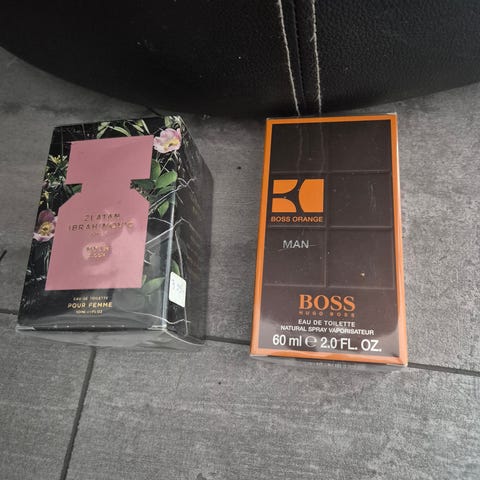 ZLATAN
IBRAHIMOVIC
EAU DE TOILETTE
POUR FEMME
BOSS ORANGE
MAN
BOSS
HUGO BOSS
EAU DE TOILETTE
NATURAL SPRAY VAPORISATEUR
60 ml e 2.0 FL. OZ.